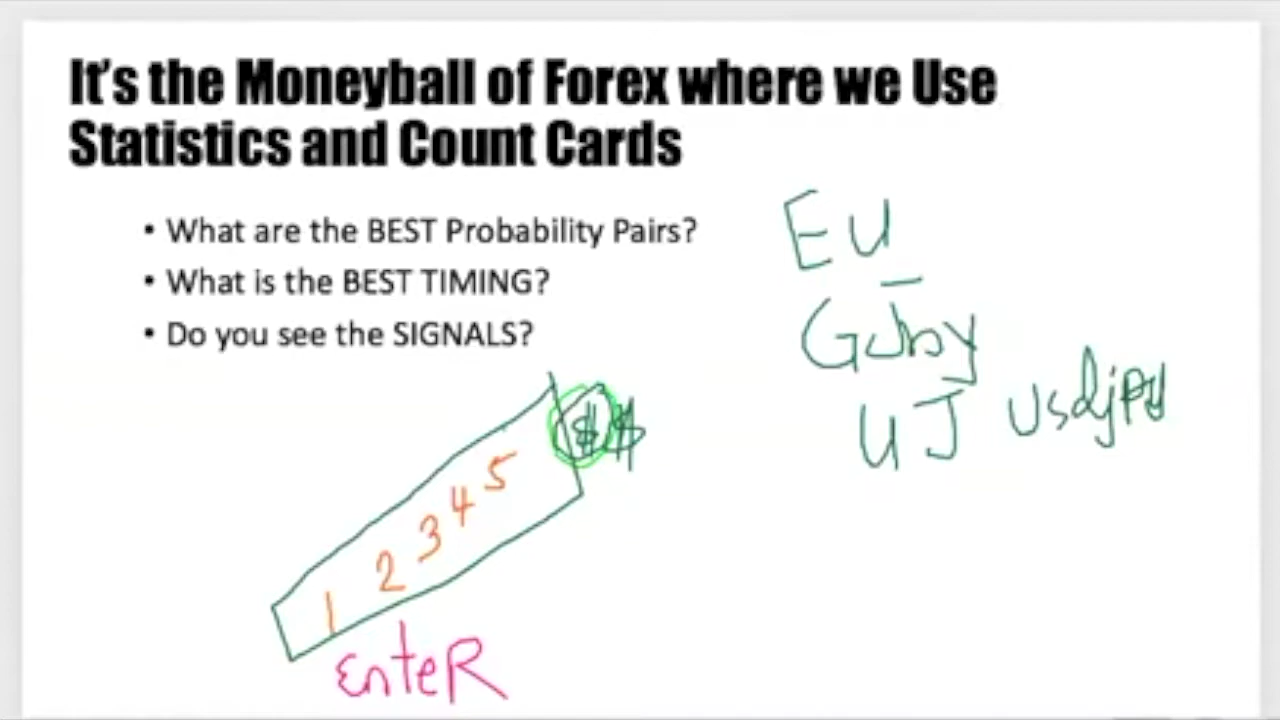 It's the Moneyball of Forex where we Use
Statistics and Count Cards
• What are the BEST Probability Pairs?
• What is the BEST TIMING?
• Do you see the SIGNALS?
EU
UJ usdjpy
$$
1 2 3 4 5
EnteR